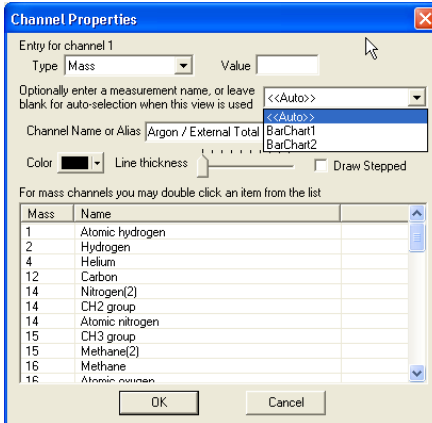 Channel Properties
Entry for channel 1
Type Mass Value
Optionally enter a measurement name, or leave
blank for auto-selection when this view is used
<<Auto>>
<<Auto>>
BarChart1
BarChart2
Channel Name or Alias Argon / External Total
Color Line thickness Draw Stepped
For mass channels you may double click an item from the list
Mass Name
1 Atomic hydrogen
2 Hydrogen
4 Helium
12 Carbon
14 Nitrogen(2)
14 CH2 group
14 Atomic nitrogen
15 CH3 group
15 Methane(2)
16 Methane
16 Atomic oxygen
OK Cancel